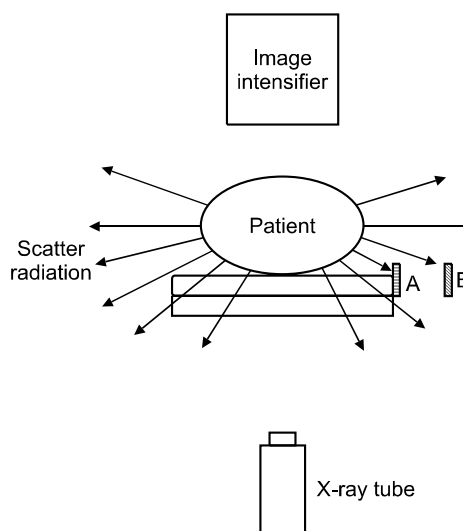 Image
intensifier
Patient
Scatter
radiation
A
X-ray tube